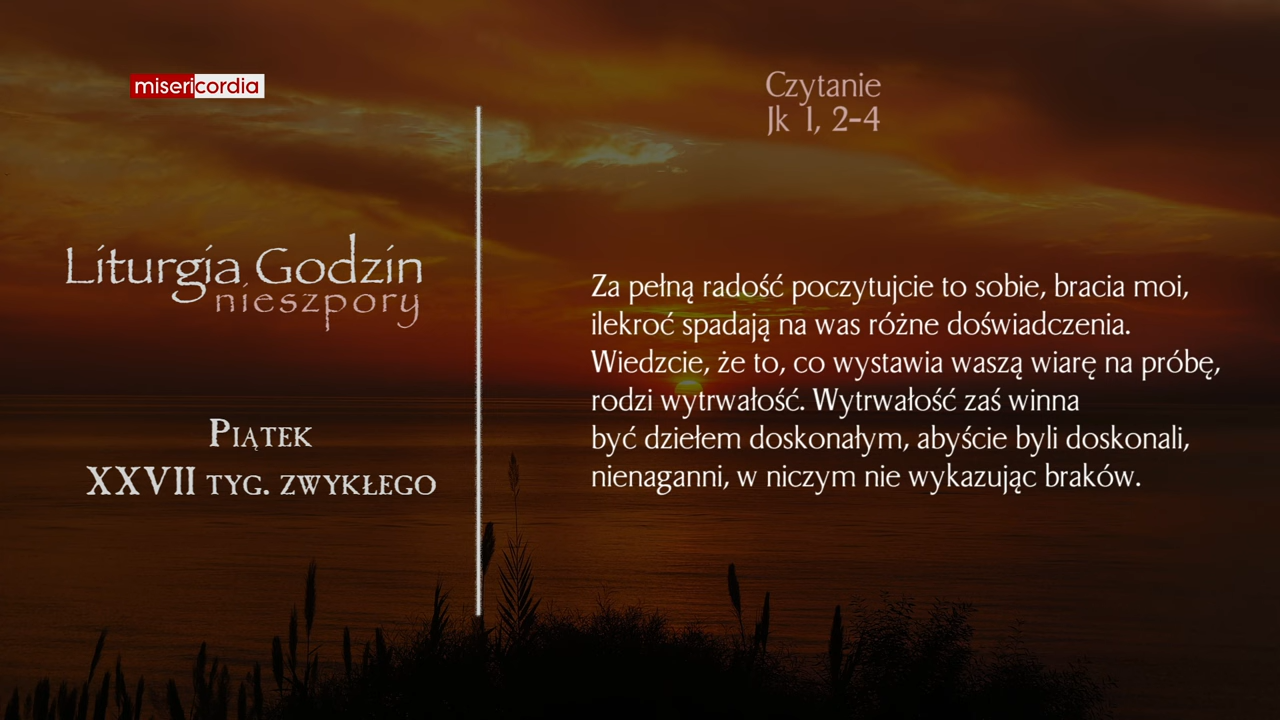 misericordia
Liturgia Godzin
nieszpory
Piątek
XXVII tyg. zwykłego
Czytanie
Jk 1, 2-4
Za pełną radość poczytujcie to sobie, bracia moi,
ilekroć spadają na was różne doświadczenia.
Wiedzcie, że to, co wystawia waszą wiarę na próbę,
rodzi wytrwałość. Wytrwałość zaś winna
być dziełem doskonałym, abyście byli doskonali,
nienaganni, w niczym nie wykazując braków.